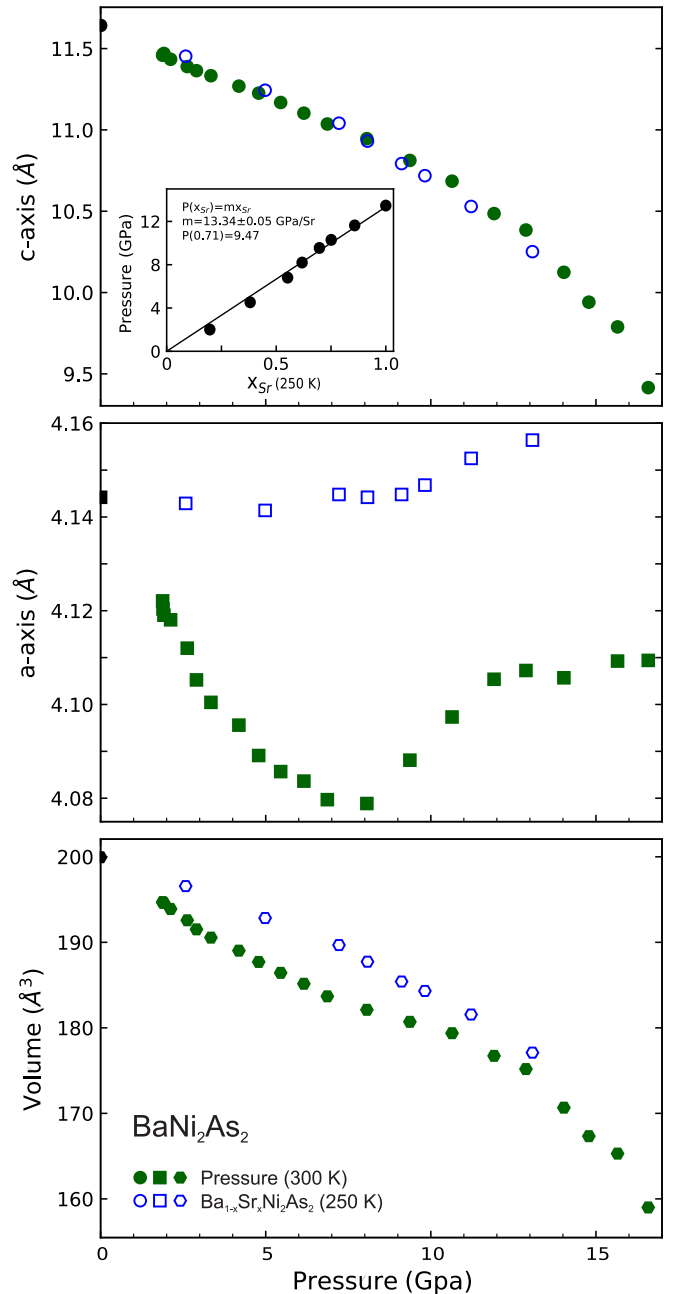 11.5
11.0
10.5
10.0
9.5
c-axis (Å)
P(x_Sr)=mx_Sr
m=13.34±0.05 GPa/Sr
P(0.71)=9.47
12
8
4
0
Pressure (GPa)
0 0.5 1.0
X_Sr (250 K)
4.16
4.14
4.12
4.10
4.08
a-axis (Å)
200
190
180
170
160
Volume (Å³)
BaNi₂As₂
Pressure (300 K)
Ba₁₋ₓSrₓNi₂As₂ (250 K)
0 5 10 15
Pressure (Gpa)